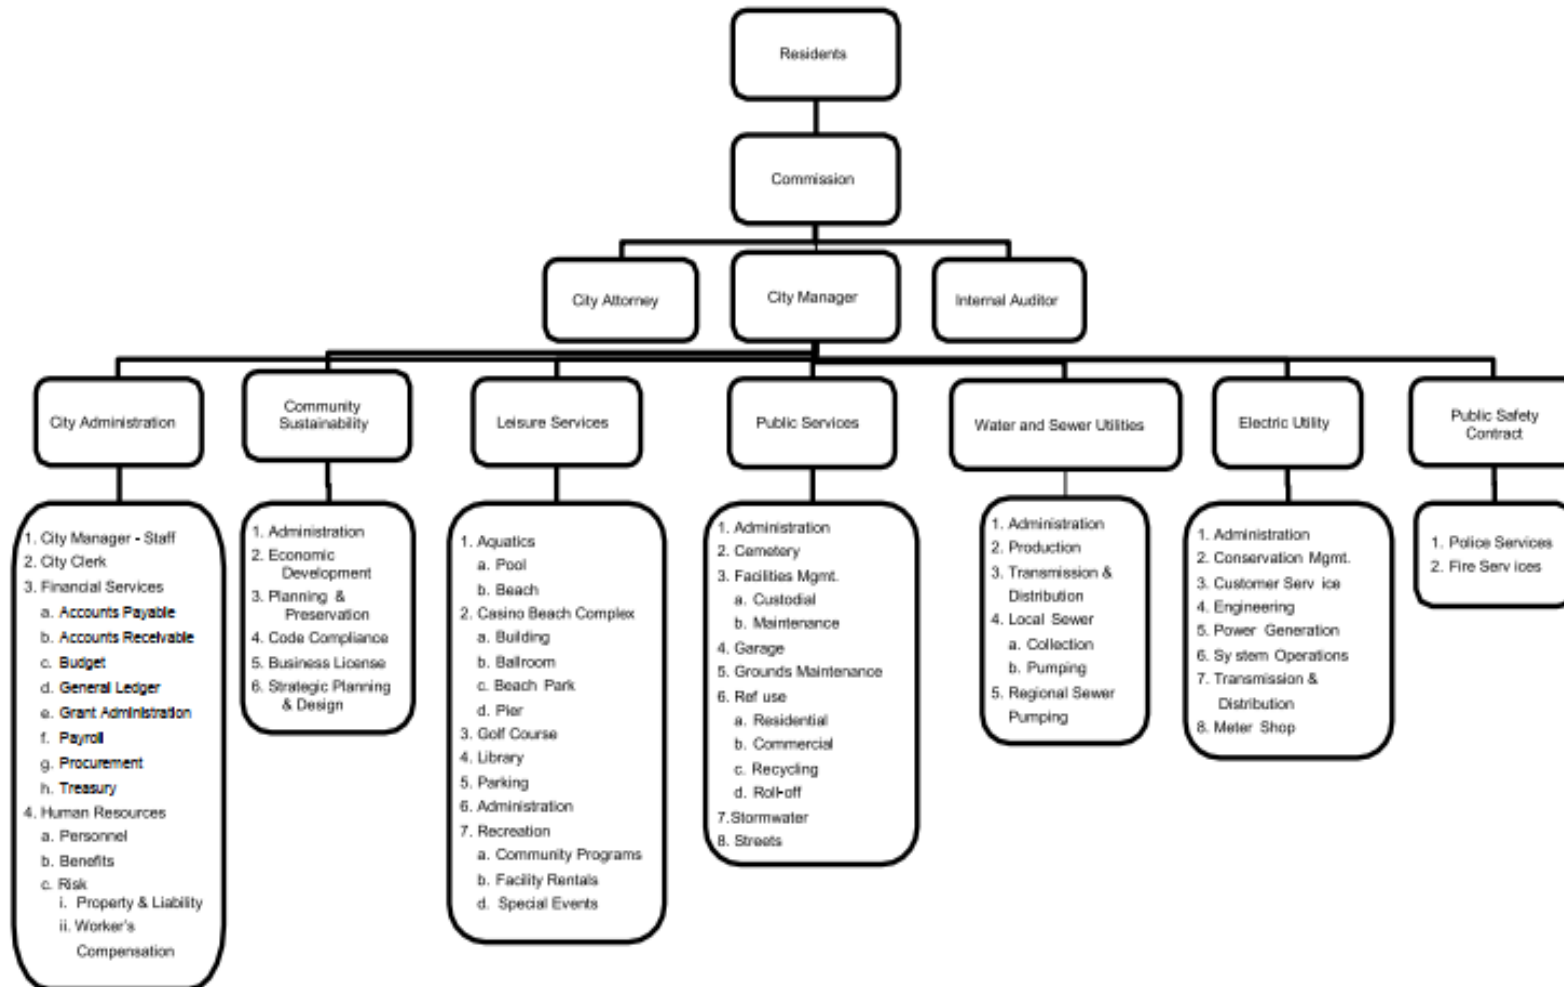 Residents
Commission
City Attorney
City Manager
Internal Auditor
City Administration
Community
Sustainability
Leisure Services
Public Services
Water and Sewer Utilities
Electric Utility
Public Safety
Contract
1. City Manager - Staff
2. City Clerk
3. Financial Services
a. Accounts Payable
b. Accounts Receivable
c. Budget
d. General Ledger
e. Grant Administration
f. Payroll
g. Procurement
h. Treasury
4. Human Resources
a. Personnel
b. Benefits
c. Risk
i. Property & Liability
ii. Worker's
Compensation
1. Administration
2. Economic
Development
3. Planning &
Preservation
4. Code Compliance
5. Business License
6. Strategic Planning
& Design
1. Aquatics
a. Pool
b. Beach
2. Casino Beach Complex
a. Building
b. Ballroom
c. Beach Park
d. Pier
3. Golf Course
4. Library
5. Parking
6. Administration
7. Recreation
a. Community Programs
b. Facility Rentals
d. Special Events
1. Administration
2. Cemetery
3. Facilities Mgmt.
a. Custodial
b. Maintenance
4. Garage
5. Grounds Maintenance
6. Ref use
a. Residential
b. Commercial
c. Recycling
d. Roll-off
7.Stormwater
8. Streets
1. Administration
2. Production
3. Transmission &
Distribution
4. Local Sewer
a. Collection
b. Pumping
5. Regional Sewer
Pumping
1. Administration
2. Conservation Mgmt.
3. Customer Serv ice
4. Engineering
5. Power Generation
6. Sy stem Operations
7. Transmission &
Distribution
8. Meter Shop
1. Police Services
2. Fire Serv ices